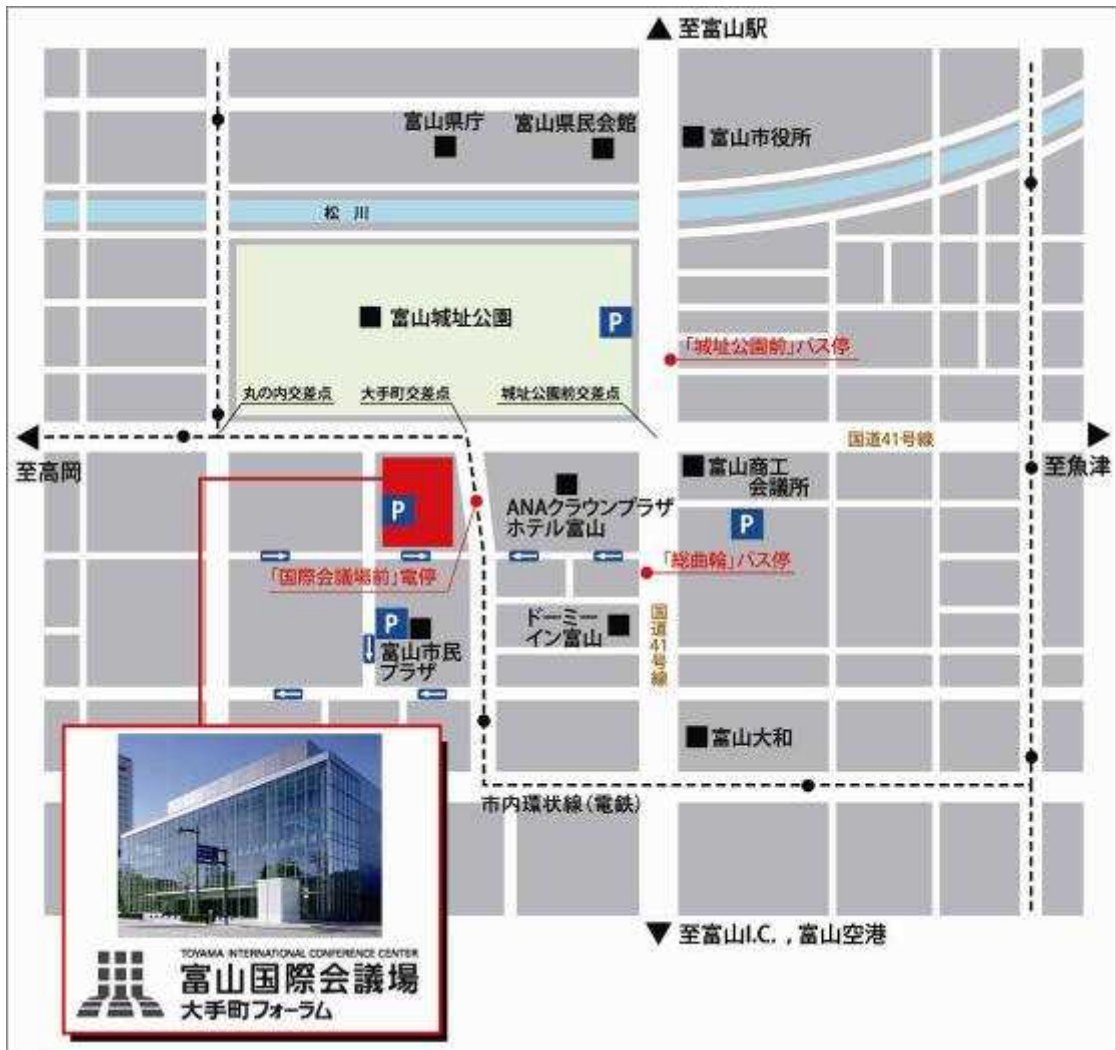 ▲ 至富山駅
富山県庁
富山県民会館
富山市役所
松 川
富山城址公園
P
「城址公園前」バス停
丸の内交差点
大手町交差点
城址公園前交差点
国道41号線
至高岡
至魚津
P
ANAクラウンプラザ
ホテル富山
富山商工
会議所
P
「国際会議場前」電停
「総曲輪」バス停
P
富山市民
プラザ
ドーミー
イン富山
国道41号線
富山大和
市内環状線(電鉄)
▼ 至富山I.C. , 富山空港
TOYAMA INTERNATIONAL CONFERENCE CENTER
富山国際会議場
大手町フォーラム